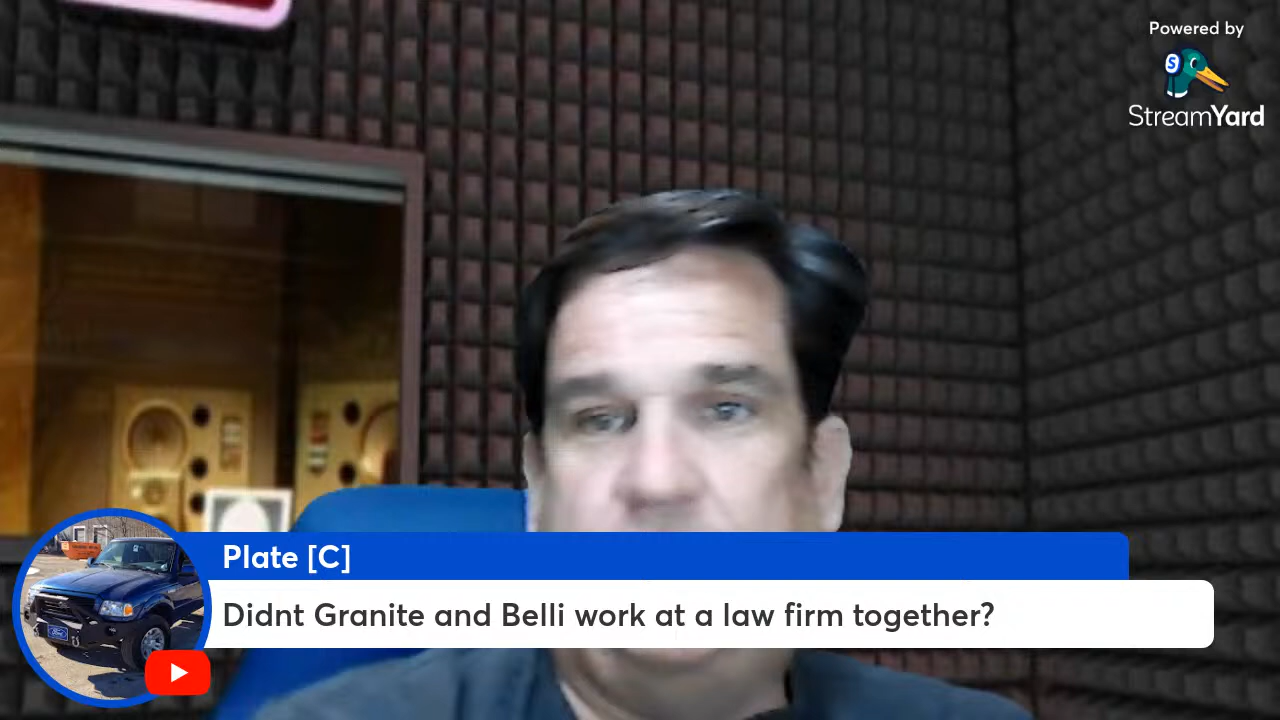 Powered by
StreamYard
Plate [C]
Didnt Granite and Belli work at a law firm together?